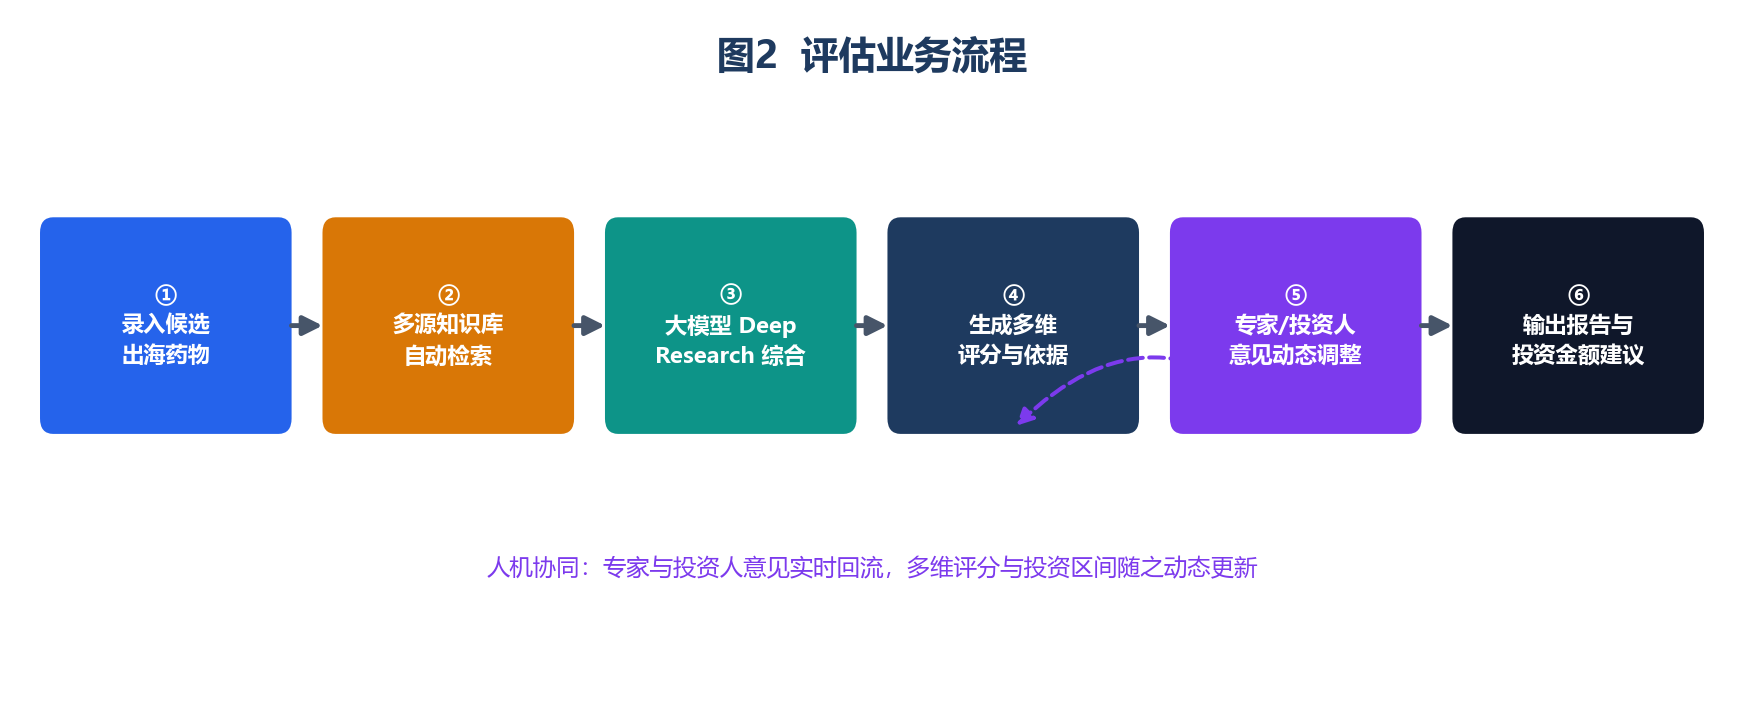 图2 评估业务流程
①
录入候选
出海药物
②
多源知识库
自动检索
③
大模型 Deep
Research 综合
④
生成多维
评分与依据
⑤
专家/投资人
意见动态调整
⑥
输出报告与
投资金额建议
人机协同：专家与投资人意见实时回流，多维评分与投资区间随之动态更新